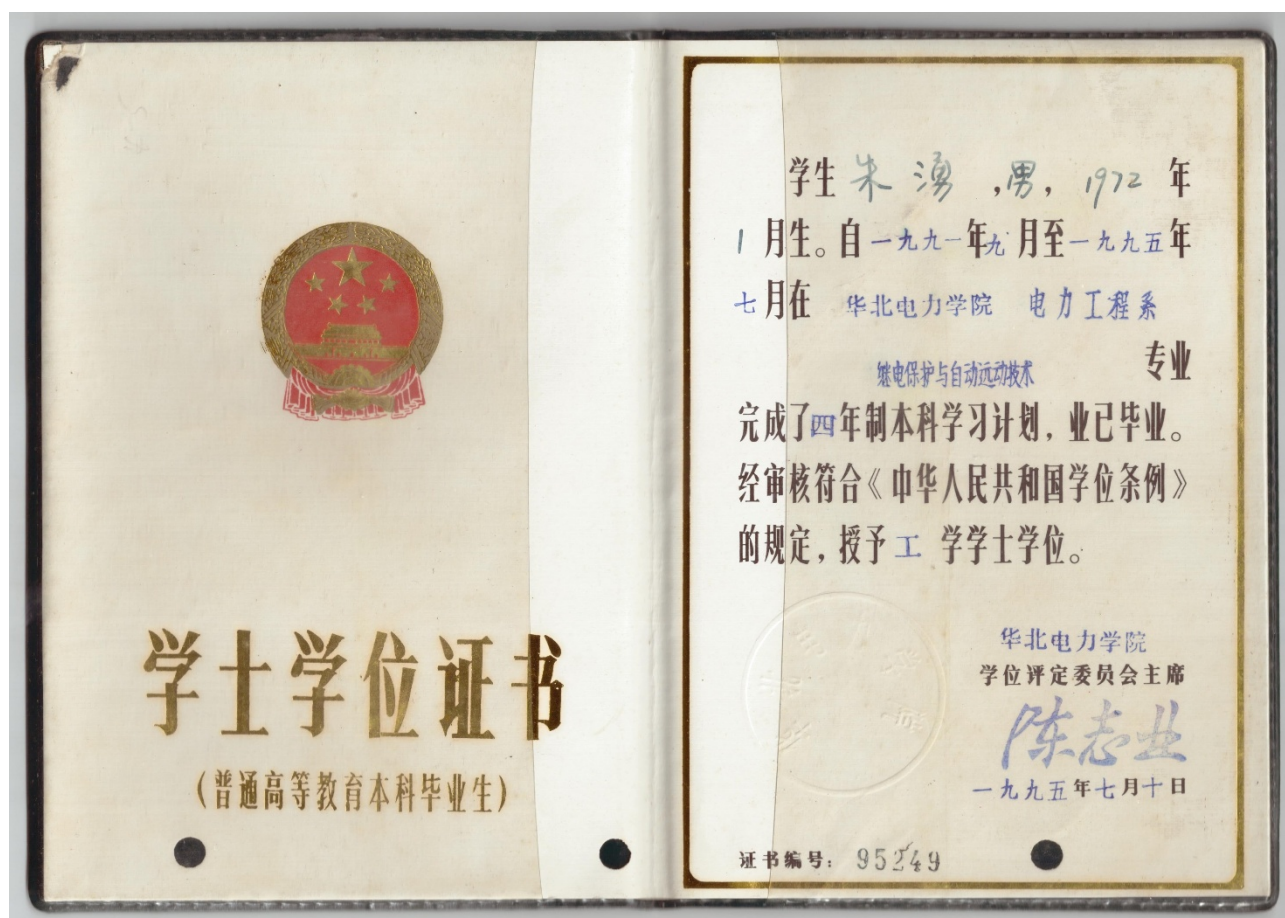 学士学位证书
(普通高等教育本科毕业生)
学生 朱湧 ,男, 1972 年
1 月生。自一九九一年九月至一九九五年
七月在 华北电力学院 电力工程系
继电保护与自动远动技术 专业
完成了四年制本科学习计划, 业已毕业。
经审核符合《中华人民共和国学位条例》
的规定, 授予 工 学学士学位。
华北电力学院
学位评定委员会主席
陈志业
一九九五年七月十日
证书编号: 95249